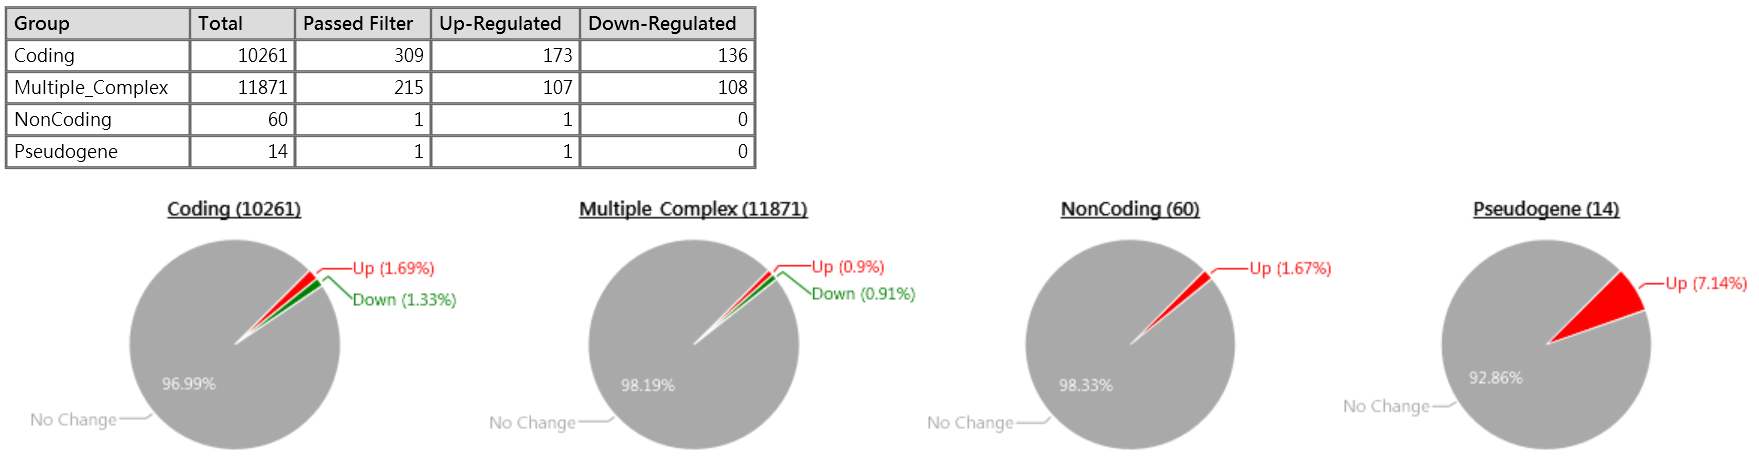 Group Total Passed Filter Up-Regulated Down-Regulated
Coding 10261 309 173 136
Multiple_Complex 11871 215 107 108
NonCoding 60 1 1 0
Pseudogene 14 1 1 0
Coding (10261)
Up (1.69%)
Down (1.33%)
96.99%
No Change
Multiple_Complex (11871)
Up (0.9%)
Down (0.91%)
98.19%
No Change
NonCoding (60)
Up (1.67%)
98.33%
No Change
Pseudogene (14)
Up (7.14%)
92.86%
No Change